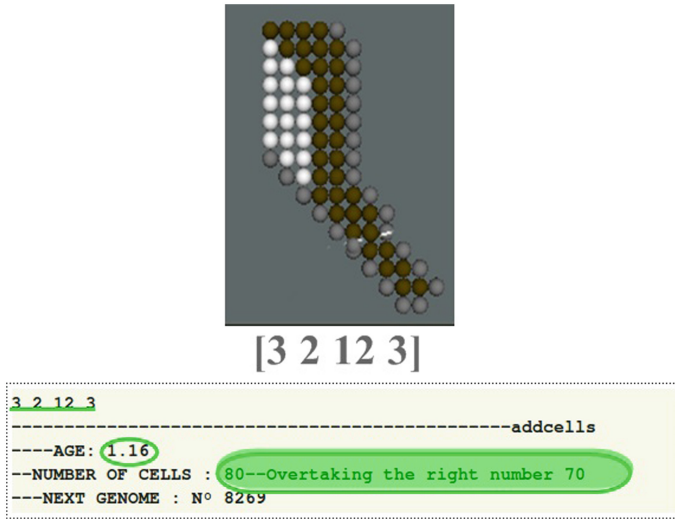 [3 2 12 3]
3 2 12 3
-----------------------------------------------addcells
----AGE: 1.16
--NUMBER OF CELLS : 80--Overtaking the right number 70
---NEXT GENOME : Nº 8269